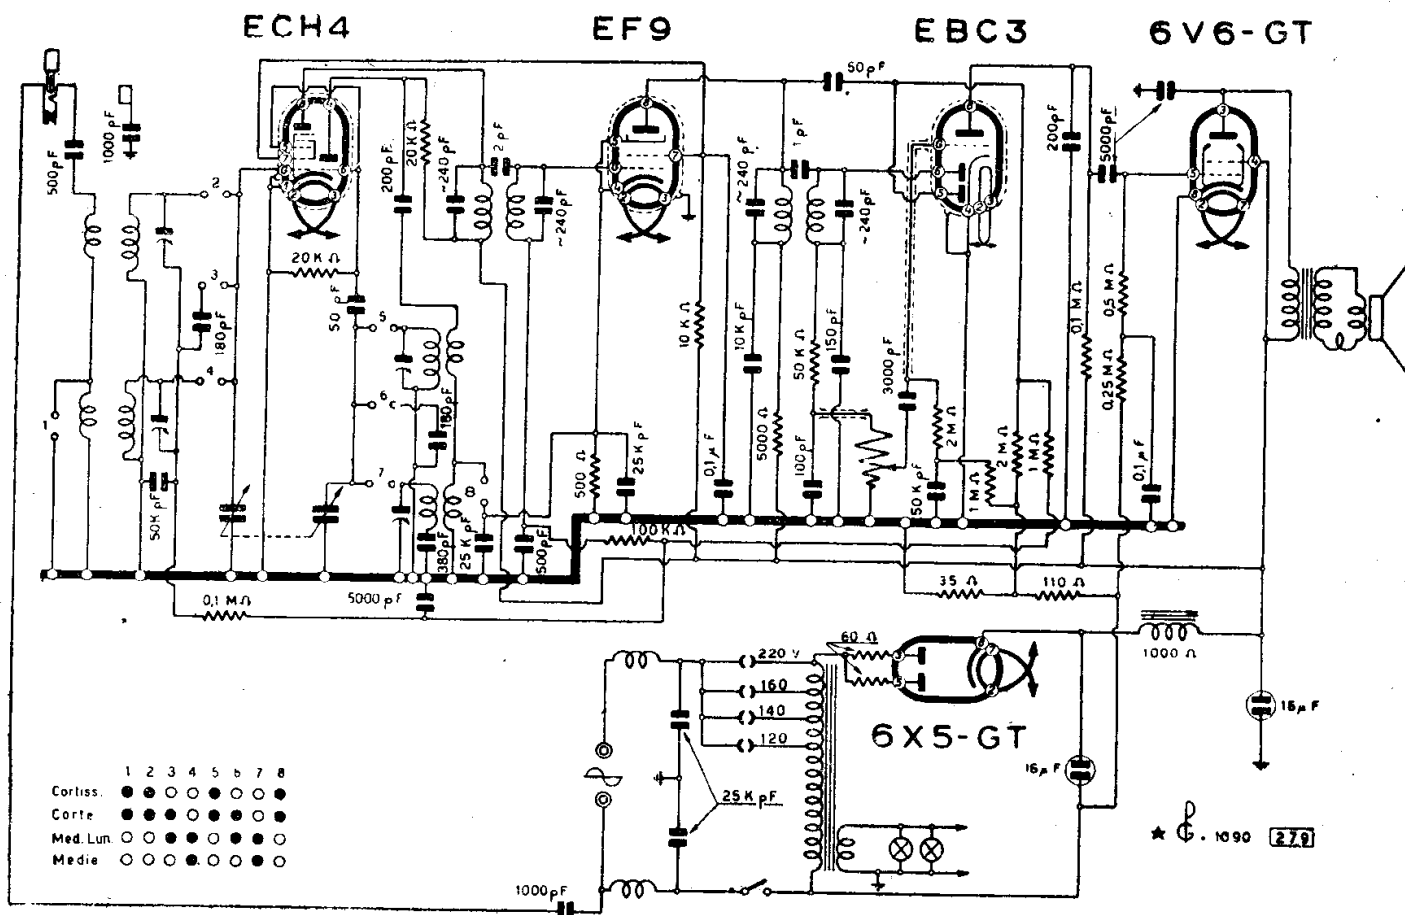 ECH4
EF9
EBC3
6V6-GT
500pF
1000pF
200pF
20KΩ
~240pF
2pF
~240pF
~240pF
1pF
~240pF
50pF
200pF
5000pF
2
3
180pF
4
1
50KpF
20KΩ
50pF
5
6
180pF
7
8
380pF
25KpF
500pF
500Ω
25KpF
10KΩ
0,1µF
10KpF
5000Ω
50KΩ
150pF
100pF
3000pF
2MΩ
50KpF
1MΩ
2MΩ
1MΩ
0,1MΩ
0,5MΩ
0,25MΩ
0,1µF
100KΩ
5000pF
0,1MΩ
35Ω
110Ω
1000Ω
60Ω
220V
160
140
120
6X5-GT
16µF
16µF
25KpF
1000pF
1 2 3 4 5 6 7 8
Cortiss.
Corte
Med.Lun.
Medie
1090 279